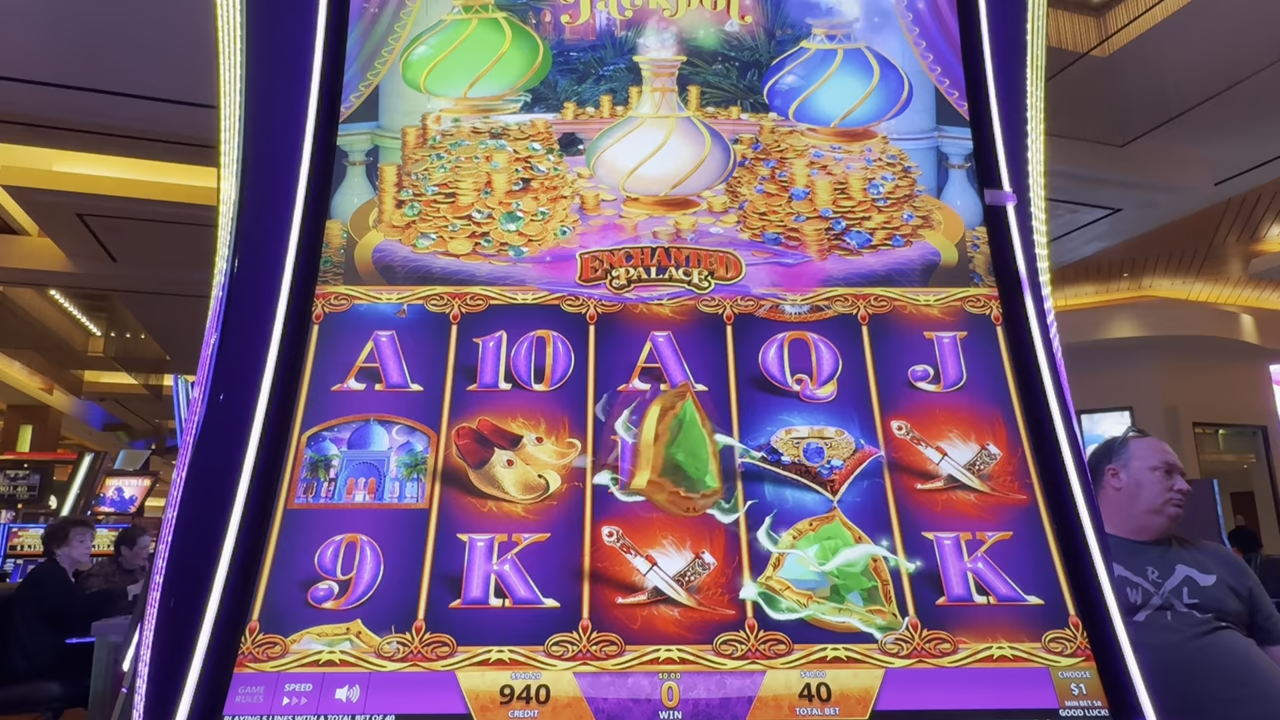 Jackpot
ENCHANTED
PALACE
A 10 A Q J
9 K K
GAME
RULES
SPEED
$940.20
940
CREDIT
$0.00
0
WIN
$40.00
40
TOTAL BET
CHOOSE
$1
MIN BET $8
GOOD LUCK!
PLAYING 5 LINES WITH A TOTAL BET OF 40
R
W L